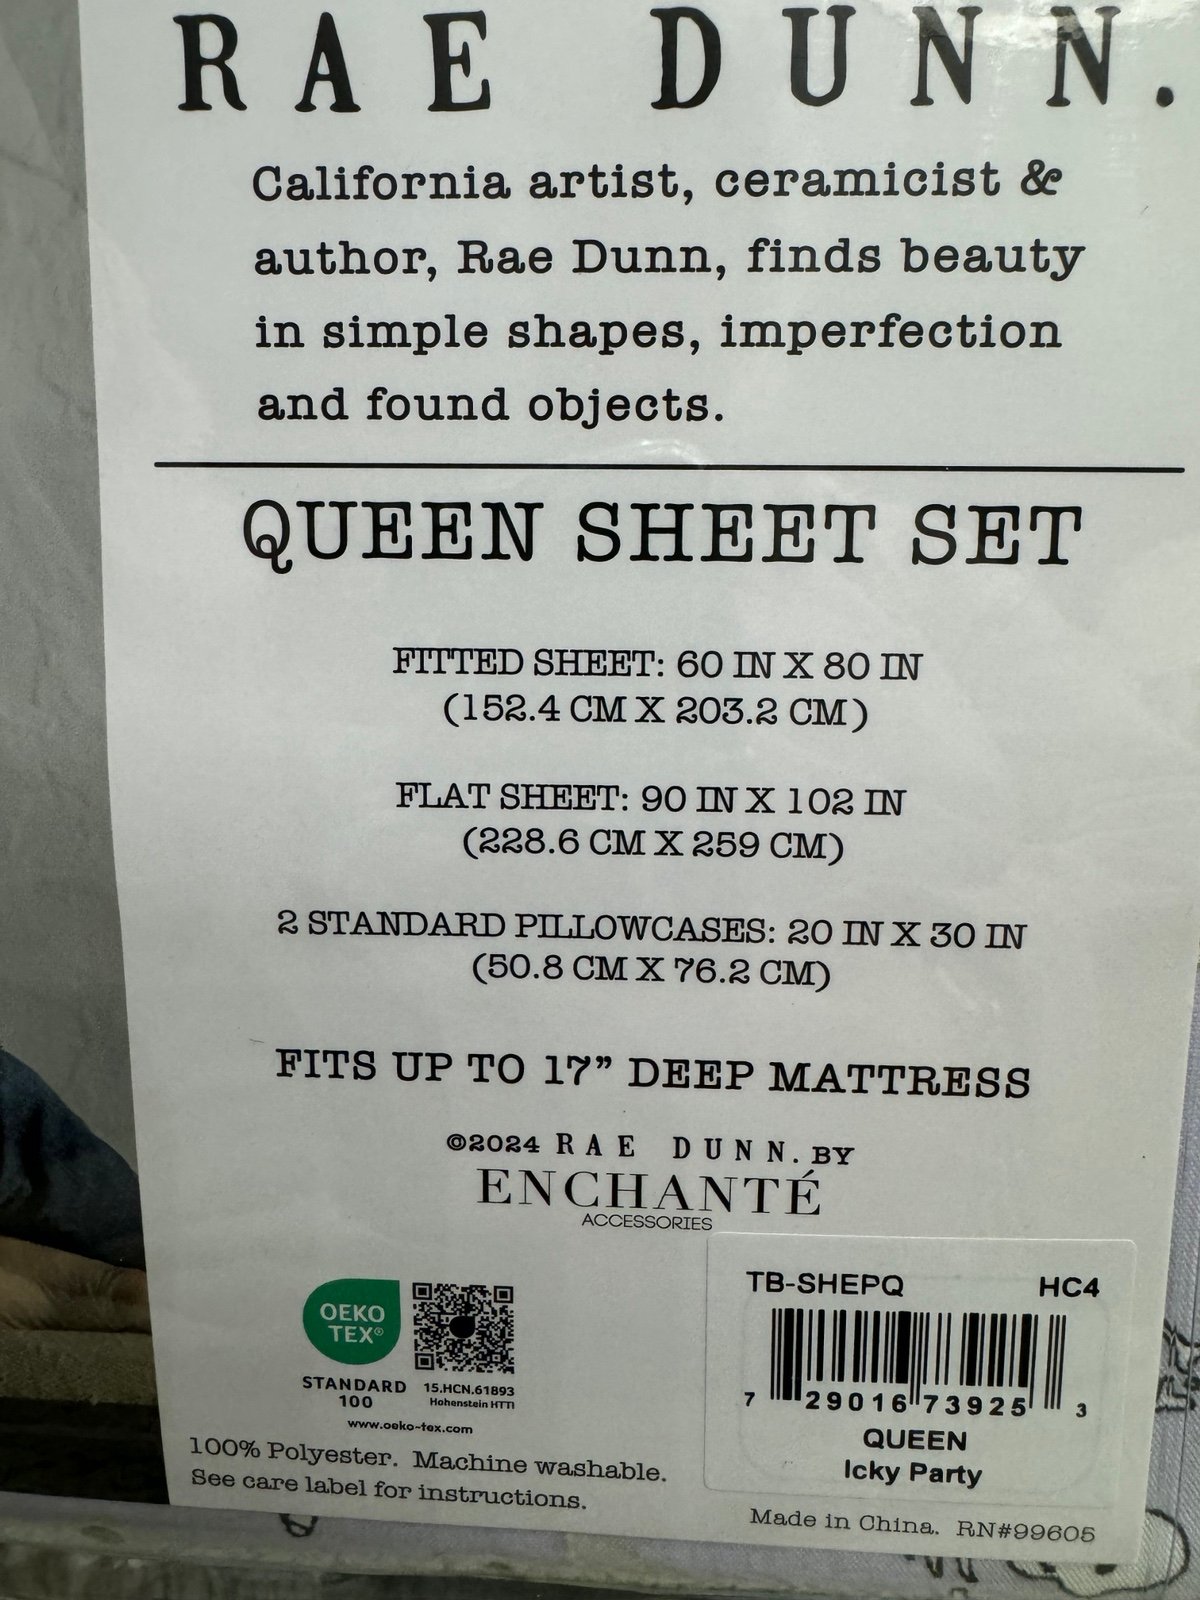 RAE DUNN.
California artist, ceramicist &
author, Rae Dunn, finds beauty
in simple shapes, imperfection
and found objects.
QUEEN SHEET SET
FITTED SHEET: 60 IN X 80 IN
(152.4 CM X 203.2 CM)
FLAT SHEET: 90 IN X 102 IN
(228.6 CM X 259 CM)
2 STANDARD PILLOWCASES: 20 IN X 30 IN
(50.8 CM X 76.2 CM)
FITS UP TO 17” DEEP MATTRESS
©2024 RAE DUNN. BY
ENCHANTÉ
ACCESSORIES
OEKO
TEX®
STANDARD
100
15.HCN.61893
Hohenstein HTTI
www.oeko-tex.com
100% Polyester. Machine washable.
See care label for instructions.
TB-SHEPQ HC4
7 29016 73925 3
QUEEN
Icky Party
Made in China. RN#99605